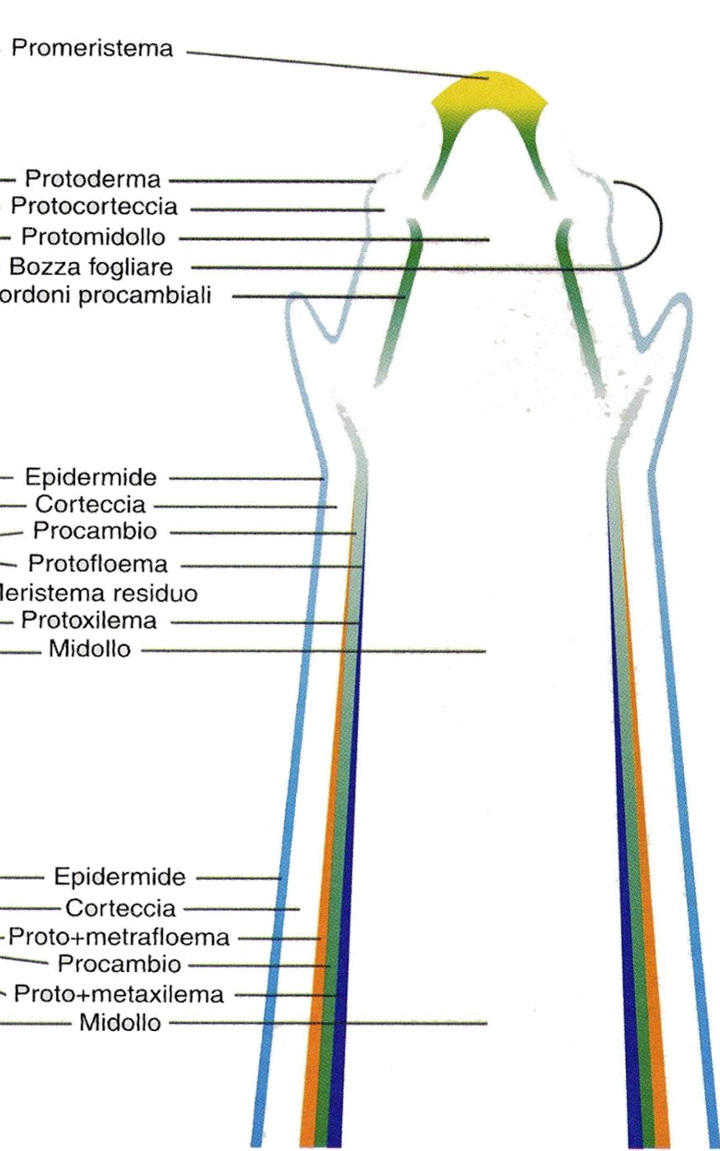 Promeristema
Protoderma
Protocorteccia
Protomidollo
Bozza fogliare
ordoni procambiali
Epidermide
Corteccia
Procambio
Protofloema
eristema residuo
Protoxilema
Midollo
Epidermide
Corteccia
Proto+metrafloema
Procambio
Proto+metaxilema
Midollo